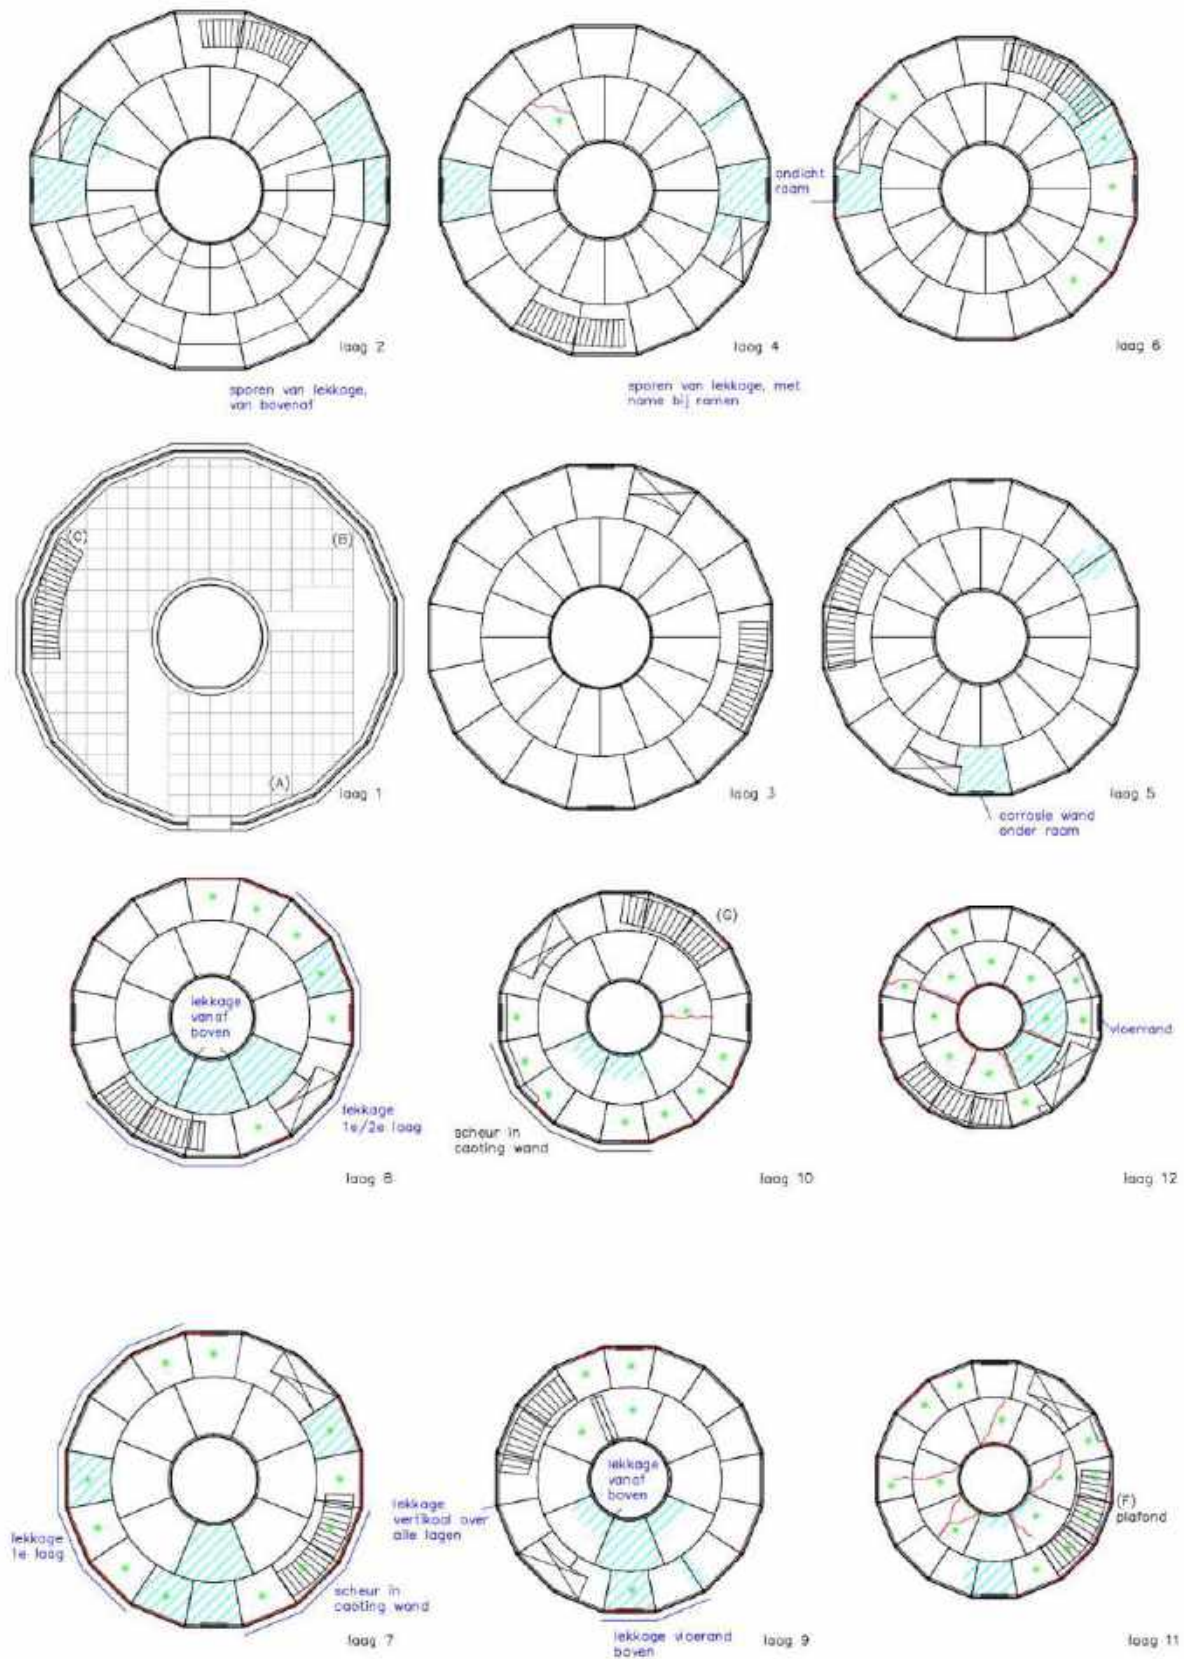 laag 2
sporen van lekkage,
van bovenaf
laag 4
sporen van lekkage, met
name bij ramen
ondicht
raam
laag 6
(C)
(B)
(A)
laag 1
laag 3
laag 5
corrosie wand
onder raam
lekkage
vanaf
boven
lekkage
1e/2e laag
laag 8
(G)
scheur in
caoting wand
laag 10
vloerrand
laag 12
lekkage
1e laag
scheur in
caoting wand
laag 7
lekkage
vanaf
boven
lekkage
vertikaal over
alle lagen
lekkage vloerrand
boven
laag 9
(F)
plafond
laag 11